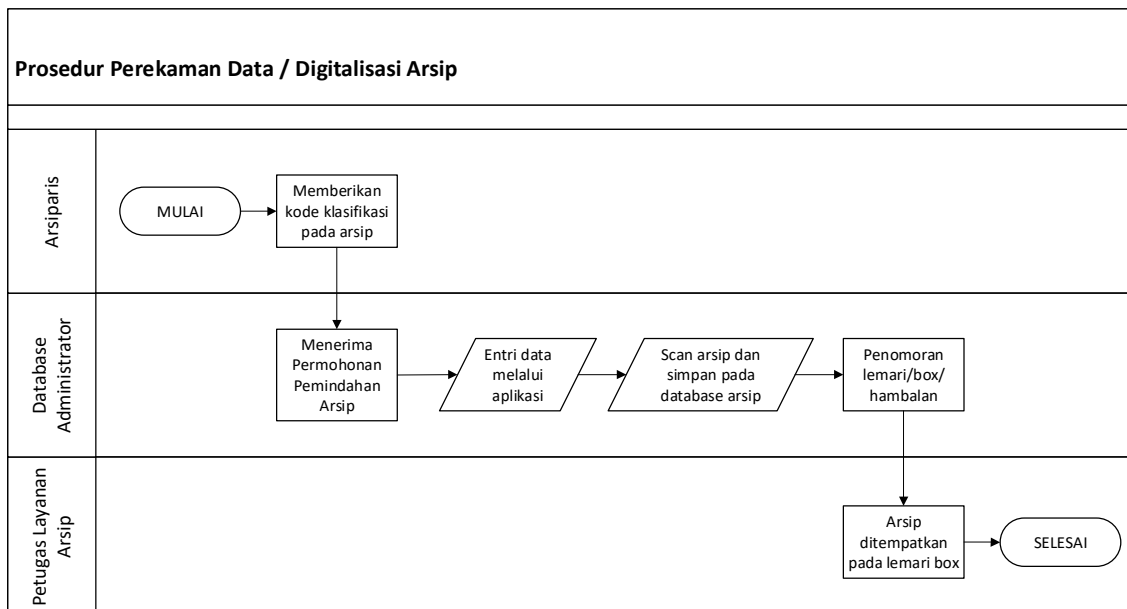 Prosedur Perekaman Data / Digitalisasi Arsip
Arsiparis
MULAI
Memberikan
kode klasifikasi
pada arsip
Database
Administrator
Menerima
Permohonan
Pemindahan
Arsip
Entri data
melalui
aplikasi
Scan arsip dan
simpan pada
database arsip
Penomoran
lemari/box/
hambalan
Petugas Layanan
Arsip
Arsip
ditempatkan
pada lemari box
SELESAI